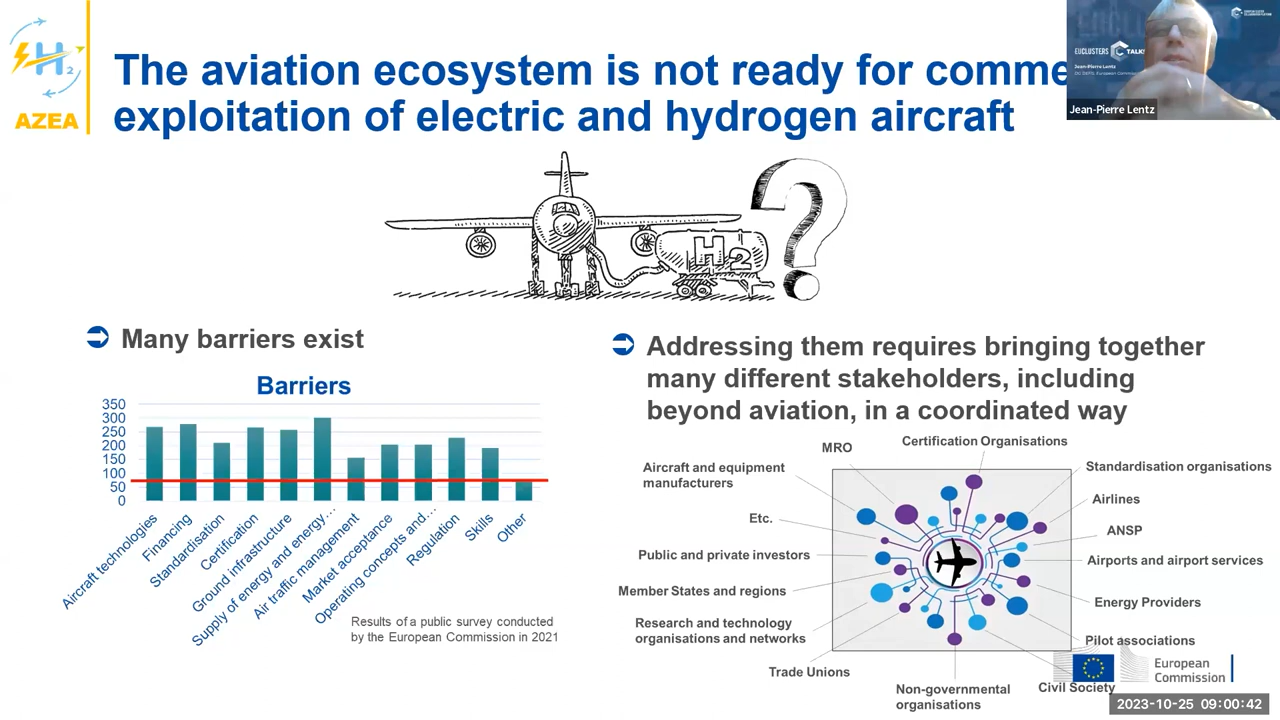 H2
AZEA
The aviation ecosystem is not ready for comme
exploitation of electric and hydrogen aircraft
EUCLUSTERS TALKS
Jean-Pierre Lentz
Jean-Pierre Lentz
H2
?
Many barriers exist
Barriers
350
300
250
200
150
100
50
0
Aircraft technologies
Financing
Standardisation
Certification
Ground infrastructure
Supply of energy and energy…
Air traffic management
Market acceptance
Operating concepts and…
Regulation
Skills
Other
Results of a public survey conducted
by the European Commission in 2021
Addressing them requires bringing together
many different stakeholders, including
beyond aviation, in a coordinated way
MRO
Certification Organisations
Aircraft and equipment
manufacturers
Standardisation organisations
Airlines
Etc.
ANSP
Public and private investors
Airports and airport services
Member States and regions
Energy Providers
Research and technology
organisations and networks
Pilot associations
Trade Unions
Non-governmental
organisations
Civil Society
European
Commission
2023-10-25 09:00:42